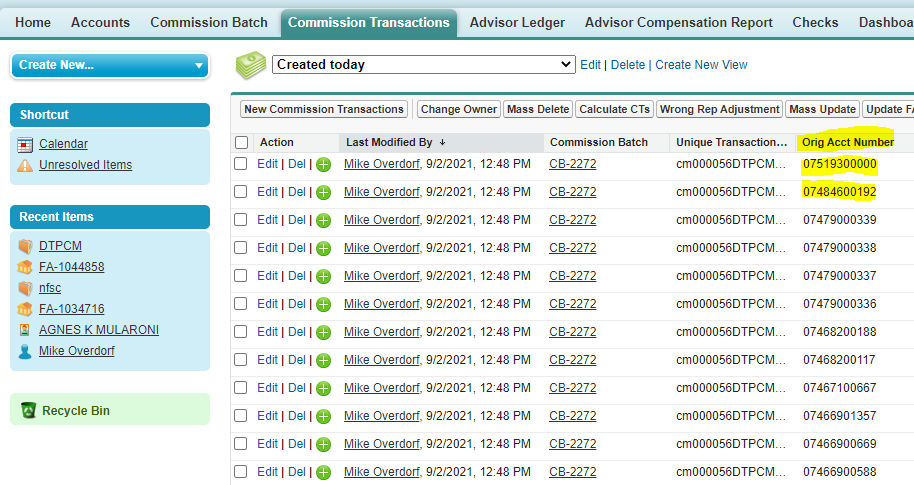 Home Accounts Commission Batch Commission Transactions Advisor Ledger Advisor Compensation Report Checks Dashboa
Create New...
Created today Edit | Delete | Create New View
New Commission Transactions Change Owner Mass Delete Calculate CTs Wrong Rep Adjustment Mass Update Update FA
Shortcut
Calendar
Unresolved Items
Recent Items
DTPCM
FA-1044858
nfsc
FA-1034716
AGNES K MULARONI
Mike Overdorf
Recycle Bin
Action Last Modified By Commission Batch Unique Transaction... Orig Acct Number
Edit | Del | Mike Overdorf, 9/2/2021, 12:48 PM CB-2272 cm000056DTPCM... 07519300000
Edit | Del | Mike Overdorf, 9/2/2021, 12:48 PM CB-2272 cm000056DTPCM... 07484600192
Edit | Del | Mike Overdorf, 9/2/2021, 12:48 PM CB-2272 cm000056DTPCM... 07479000339
Edit | Del | Mike Overdorf, 9/2/2021, 12:48 PM CB-2272 cm000056DTPCM... 07479000338
Edit | Del | Mike Overdorf, 9/2/2021, 12:48 PM CB-2272 cm000056DTPCM... 07479000337
Edit | Del | Mike Overdorf, 9/2/2021, 12:48 PM CB-2272 cm000056DTPCM... 07479000336
Edit | Del | Mike Overdorf, 9/2/2021, 12:48 PM CB-2272 cm000056DTPCM... 07468200188
Edit | Del | Mike Overdorf, 9/2/2021, 12:48 PM CB-2272 cm000056DTPCM... 07468200117
Edit | Del | Mike Overdorf, 9/2/2021, 12:48 PM CB-2272 cm000056DTPCM... 07467100667
Edit | Del | Mike Overdorf, 9/2/2021, 12:48 PM CB-2272 cm000056DTPCM... 07466901357
Edit | Del | Mike Overdorf, 9/2/2021, 12:48 PM CB-2272 cm000056DTPCM... 07466900669
Edit | Del | Mike Overdorf, 9/2/2021, 12:48 PM CB-2272 cm000056DTPCM... 07466900588